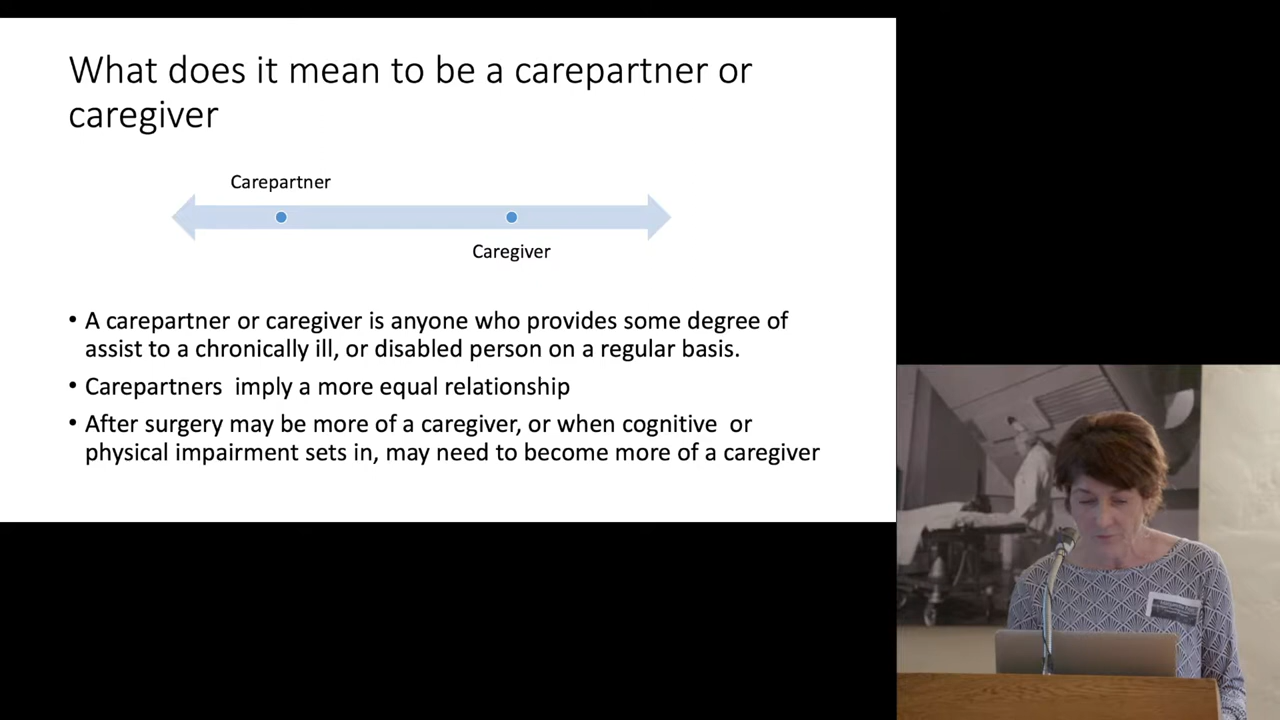 What does it mean to be a carepartner or
caregiver
Carepartner
Caregiver
• A carepartner or caregiver is anyone who provides some degree of
assist to a chronically ill, or disabled person on a regular basis.
• Carepartners  imply a more equal relationship
• After surgery may be more of a caregiver, or when cognitive  or
physical impairment sets in, may need to become more of a caregiver